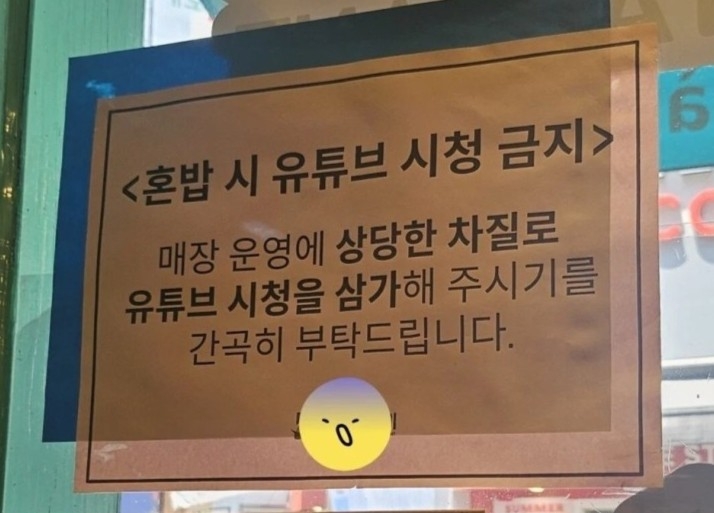 <혼밥 시 유튜브 시청 금지>
매장 운영에 상당한 차질로
유튜브 시청을 삼가해 주시기를
간곡히 부탁드립니다.
á
SUMMER